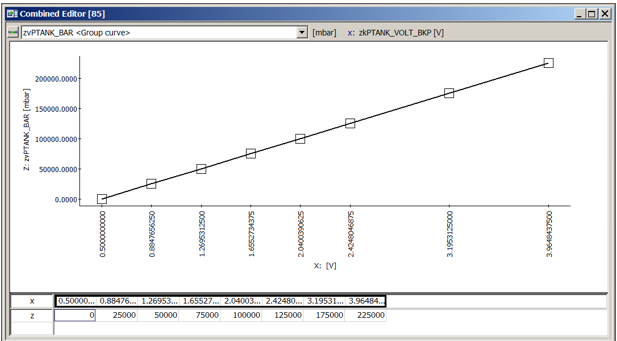 Combined Editor [85]
zvPTANK_BAR <Group curve> [mbar] x: zkPTANK_VOLT_BKP [V]
Z: zvPTANK_BAR [mbar]
200000.0000
150000.0000
100000.0000
50000.0000
0.0000
0.500000000
0.8847656250
1.2695312500
1.6552734375
2.0400390625
2.4248046875
3.195312500
3.9648437500
X: [V]
x 0.50000... 0.88476... 1.26953... 1.65527... 2.04003... 2.42480... 3.19531... 3.96484...
z 0 25000 50000 75000 100000 125000 175000 225000